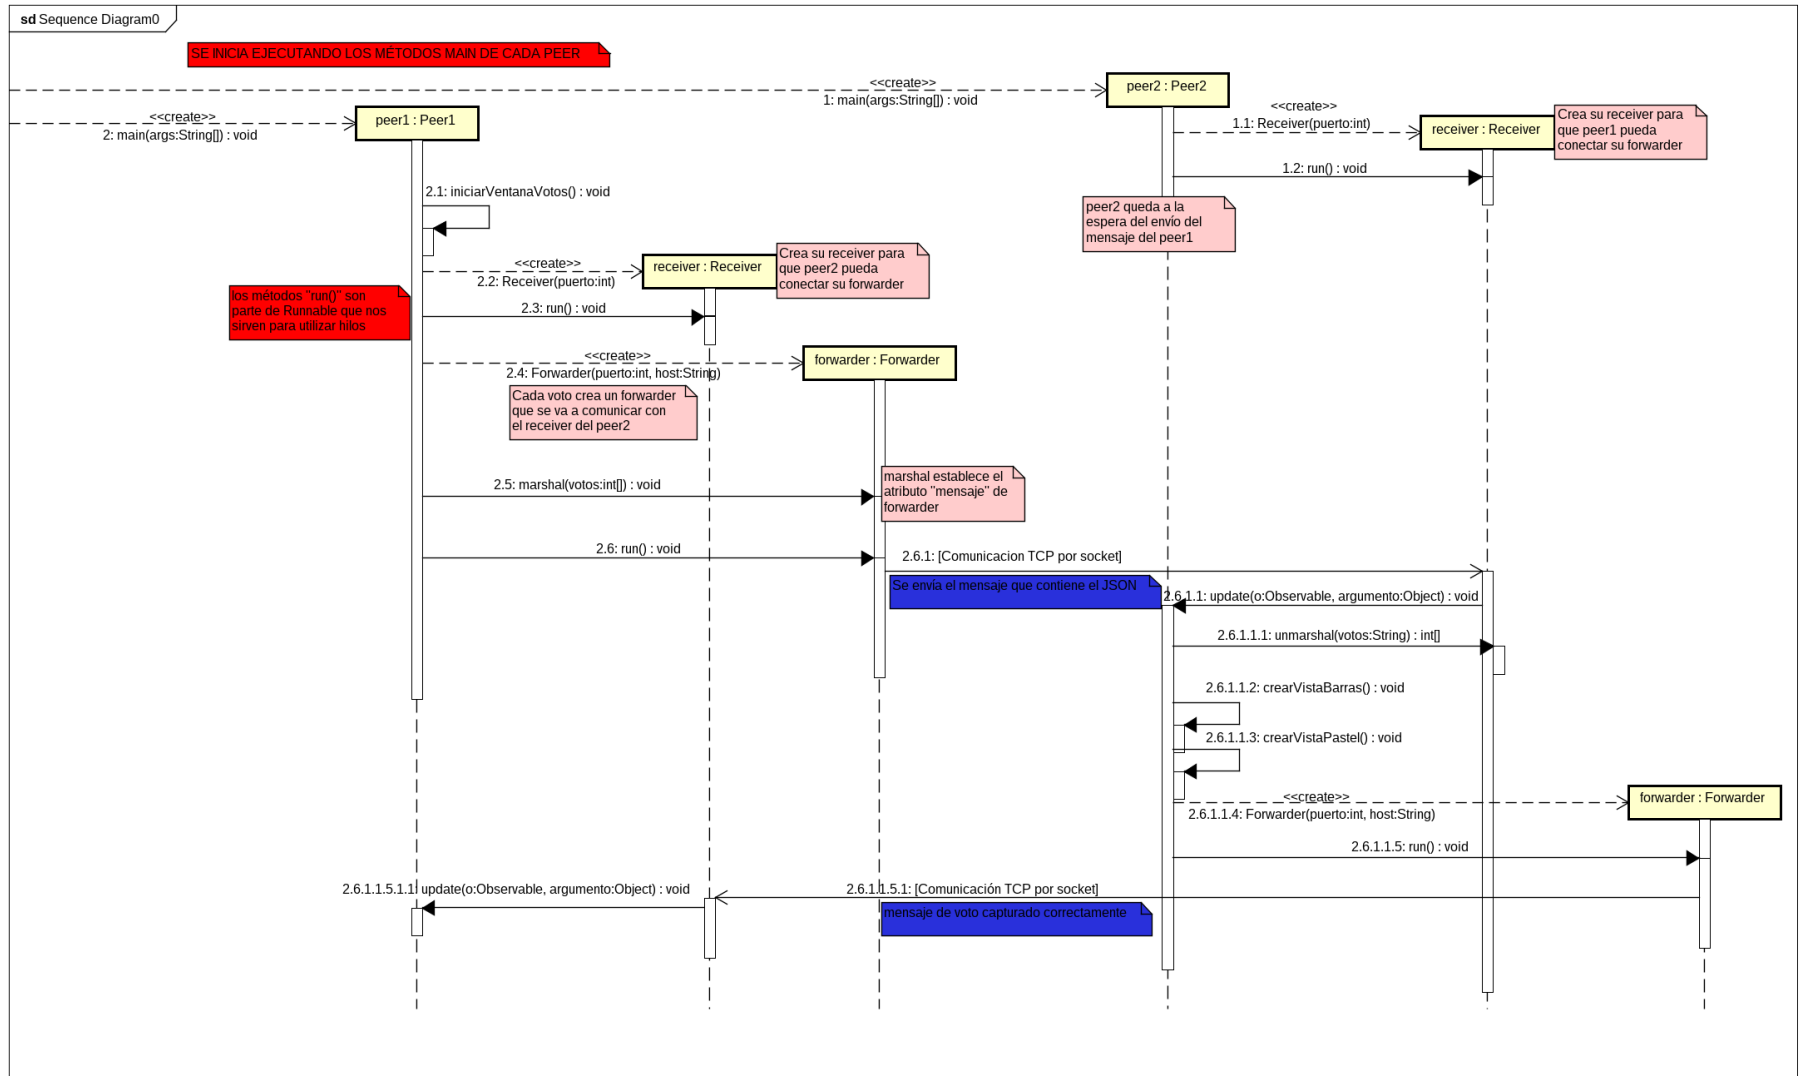 sd Sequence Diagram0
SE INICIA EJECUTANDO LOS MÉTODOS MAIN DE CADA PEER
<<create>>
1: main(args:String[]) : void
peer2 : Peer2
<<create>>
2: main(args:String[]) : void
peer1 : Peer1
<<create>>
1.1: Receiver(puerto:int)
receiver : Receiver
Crea su receiver para
que peer1 pueda
conectar su forwarder
1.2: run() : void
2.1: iniciarVentanaVotos() : void
peer2 queda a la
espera del envío del
mensaje del peer1
<<create>>
2.2: Receiver(puerto:int)
receiver : Receiver
Crea su receiver para
que peer2 pueda
conectar su forwarder
los métodos "run()" son
parte de Runnable que nos
sirven para utilizar hilos
2.3: run() : void
<<create>>
2.4: Forwarder(puerto:int, host:String)
forwarder : Forwarder
Cada voto crea un forwarder
que se va a comunicar con
el receiver del peer2
2.5: marshal(votos:int[]) : void
marshal establece el
atributo "mensaje" de
forwarder
2.6: run() : void
2.6.1: [Comunicacion TCP por socket]
Se envía el mensaje que contiene el JSON
2.6.1.1: update(o:Observable, argumento:Object) : void
2.6.1.1.1: unmarshal(votos:String) : int[]
2.6.1.1.2: crearVistaBarras() : void
2.6.1.1.3: crearVistaPastel() : void
<<create>>
2.6.1.1.4: Forwarder(puerto:int, host:String)
forwarder : Forwarder
2.6.1.1.5: run() : void
2.6.1.1.5.1.1: update(o:Observable, argumento:Object) : void
2.6.1.1.5.1: [Comunicación TCP por socket]
mensaje de voto capturado correctamente